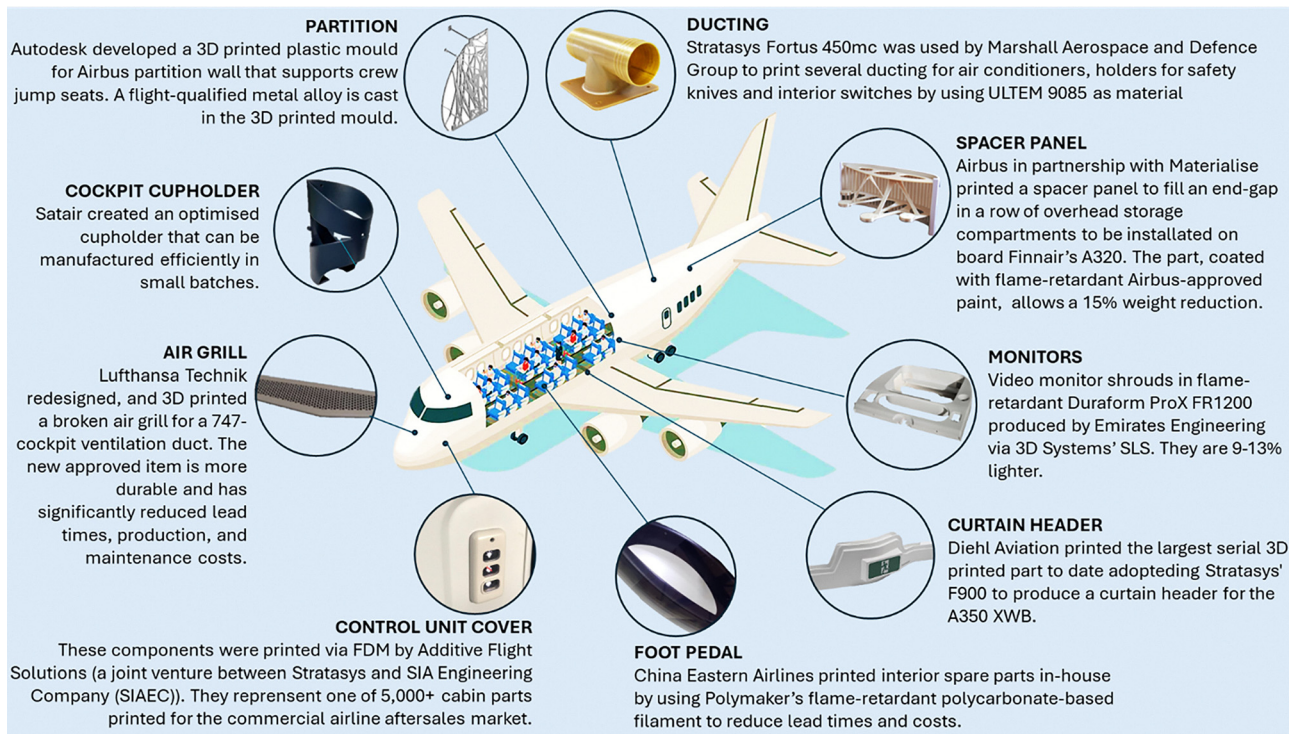 PARTITION
Autodesk developed a 3D printed plastic mould
for Airbus partition wall that supports crew
jump seats. A flight-qualified metal alloy is cast
in the 3D printed mould.
DUCTING
Stratasys Fortus 450mc was used by Marshall Aerospace and Defence
Group to print several ducting for air conditioners, holders for safety
knives and interior switches by using ULTEM 9085 as material
COCKPIT CUPHOLDER
Satair created an optimised
cupholder that can be
manufactured efficiently in
small batches.
SPACER PANEL
Airbus in partnership with Materialise
printed a spacer panel to fill an end-gap
in a row of overhead storage
compartments to be installed on
board Finnair’s A320. The part, coated
with flame-retardant Airbus-approved
paint, allows a 15% weight reduction.
AIR GRILL
Lufthansa Technik
redesigned, and 3D printed
a broken air grill for a 747-
cockpit ventilation duct. The
new approved item is more
durable and has
significantly reduced lead
times, production, and
maintenance costs.
MONITORS
Video monitor shrouds in flame-
retardant Duraform ProX FR1200
produced by Emirates Engineering
via 3D Systems’ SLS. They are 9-13%
lighter.
CURTAIN HEADER
Diehl Aviation printed the largest serial 3D
printed part to date adopteding Stratasys'
F900 to produce a curtain header for the
A350 XWB.
CONTROL UNIT COVER
These components were printed via FDM by Additive Flight
Solutions (a joint venture between Stratasys and SIA Engineering
Company (SIAEC)). They reprensent one of 5,000+ cabin parts
printed for the commercial airline aftersales market.
FOOT PEDAL
China Eastern Airlines printed interior spare parts in-house
by using Polymaker’s flame-retardant polycarbonate-based
filament to reduce lead times and costs.